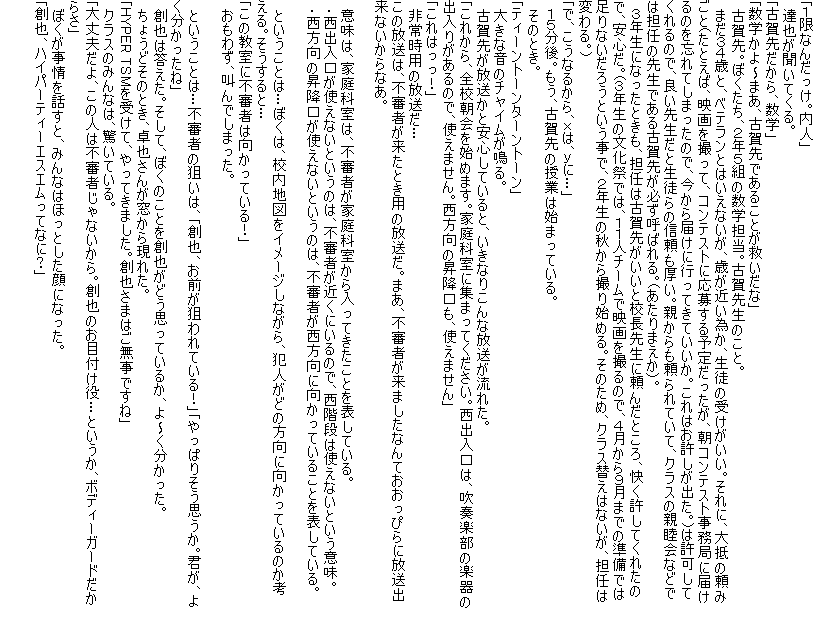 「１限なんだっけ。内人」
達也が聞いてくる。
「古賀先だから、数学」
「数学かよ～まあ、古賀先であることが救いだな」
古賀先。ぼくたち、２年５組の数学担当。古賀先生のこと。
まだ３４歳と、ベテランとはいえないが、歳が近い為か、生徒の受けがいい。それに、大抵の頼み
ごと（たとえば、映画を撮って、コンテストに応募する予定だったが、朝コンテスト事務局に届け
るのを忘れてしまったので、今から届けに行ってきていいか。これはお許しが出た。）は許可して
くれるので、良い先生だと生徒らの信頼も厚い。親からも頼られていて、クラスの親睦会などで
は担任の先生である古賀先が必ず呼ばれる。（あたりまえか）。
３年生になったときも、担任は古賀先がいいと校長先生に頼んだところ、快く許してくれたの
で、安心だ。（３年生の文化祭では、１１人チームで映画を撮るので、４月から９月までの準備では
足りないだろうという事で、２年生の秋から撮り始める。そのため、クラス替えはないが、担任は
変わる。）
「で、こうなるから、×は、ｙに…」
１５分後。もう、古賀先の授業は始まっている。
そのとき。
「ティーントーンターントーン」
大きな音のチャイムが鳴る。
古賀先が放送かと安心していると、いきなりこんな放送が流れた。
「これから、全校朝会を始めます。家庭科室に集まってください。西出入口は、吹奏楽部の楽器の
出入りがあるので、使えません。西方向の昇降口も、使えません」
「これはっっー！」
非常時用の放送だ…
この放送は、不審者が来たとき用の放送だ。まあ、不審者が来ましたなんておおっぴらに放送出
来ないからなあ。
意味は、家庭科室は、不審者が家庭科室から入ってきたことを表している。
・西出入口が使えないというのは、不審者が近くにいるので、西階段は使えないという意味。
・西方向の昇降口が使えないというのは、不審者が西方向に向かっていることを表している。
ということは…ぼくは、校内地図をイメージしながら、犯人がどの方向に向かっているのか考
える。そうすると…
「この教室に不審者は向かっている！」
おもわず、叫んでしまった。
ということは…不審者の狙いは、「創也、お前が狙われている！」「やっぱりそう思うか。君が、よ
く分かったね」
創也は答えた。そして、ぼくのことを創也がどう思っているか、よ～く分かった。
ちょうどそのとき、卓也さんが窓から現れた。
「HYPER TSMを受けて、やってきました。創也さまはご無事ですね」
クラスのみんなは、驚いている。
「大丈夫だよ、この人は不審者じゃないから。創也のお目付け役…というか、ボディーガードだか
らさ」
ぼくが事情を話すと、みんなはほっとした顔になった。
「創也、ハイパーティーエスエムってなに？」